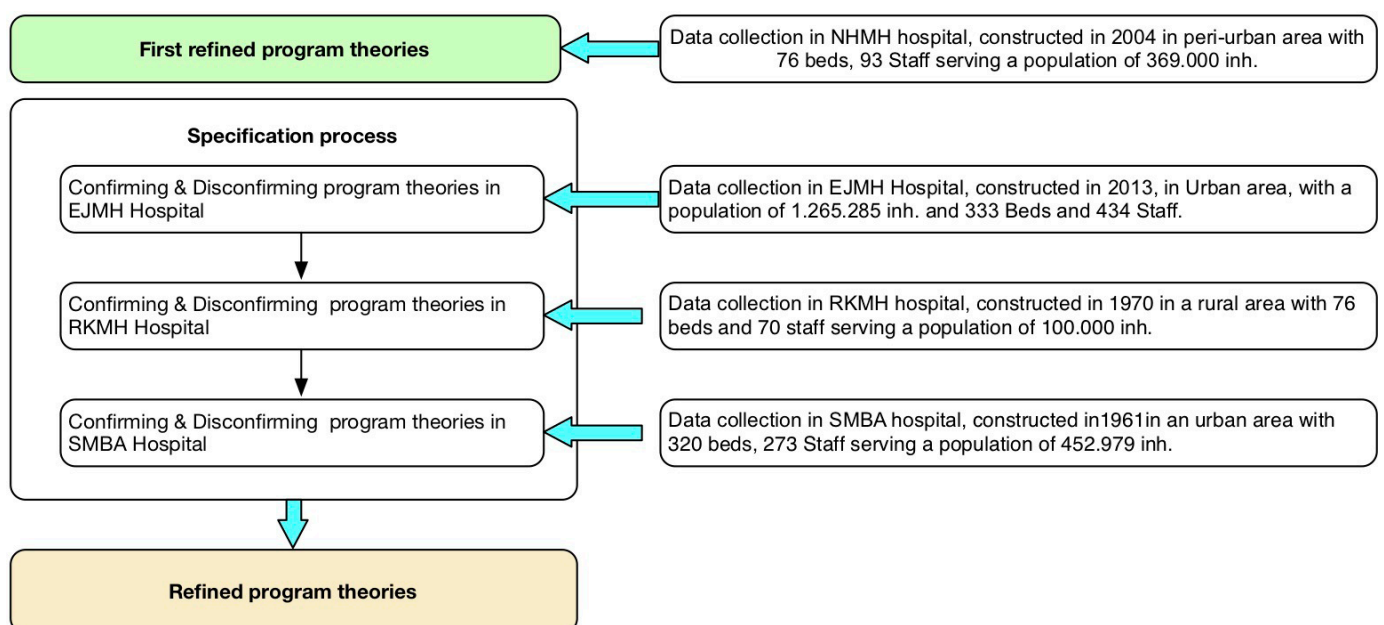 First refined program theories
Data collection in NHMH hospital, constructed in 2004 in peri-urban area with
76 beds, 93 Staff serving a population of 369.000 inh.
Specification process
Confirming & Disconfirming program theories in
EJMH Hospital
Data collection in EJMH Hospital, constructed in 2013, in Urban area, with a
population of 1.265.285 inh. and 333 Beds and 434 Staff.
Confirming & Disconfirming  program theories in
RKMH Hospital
Data collection in RKMH hospital, constructed in 1970 in a rural area with 76
beds and 70 staff serving a population of 100.000 inh.
Confirming & Disconfirming  program theories in
SMBA Hospital
Data collection in SMBA hospital, constructed in1961in an urban area with
320 beds, 273 Staff serving a population of 452.979 inh.
Refined program theories